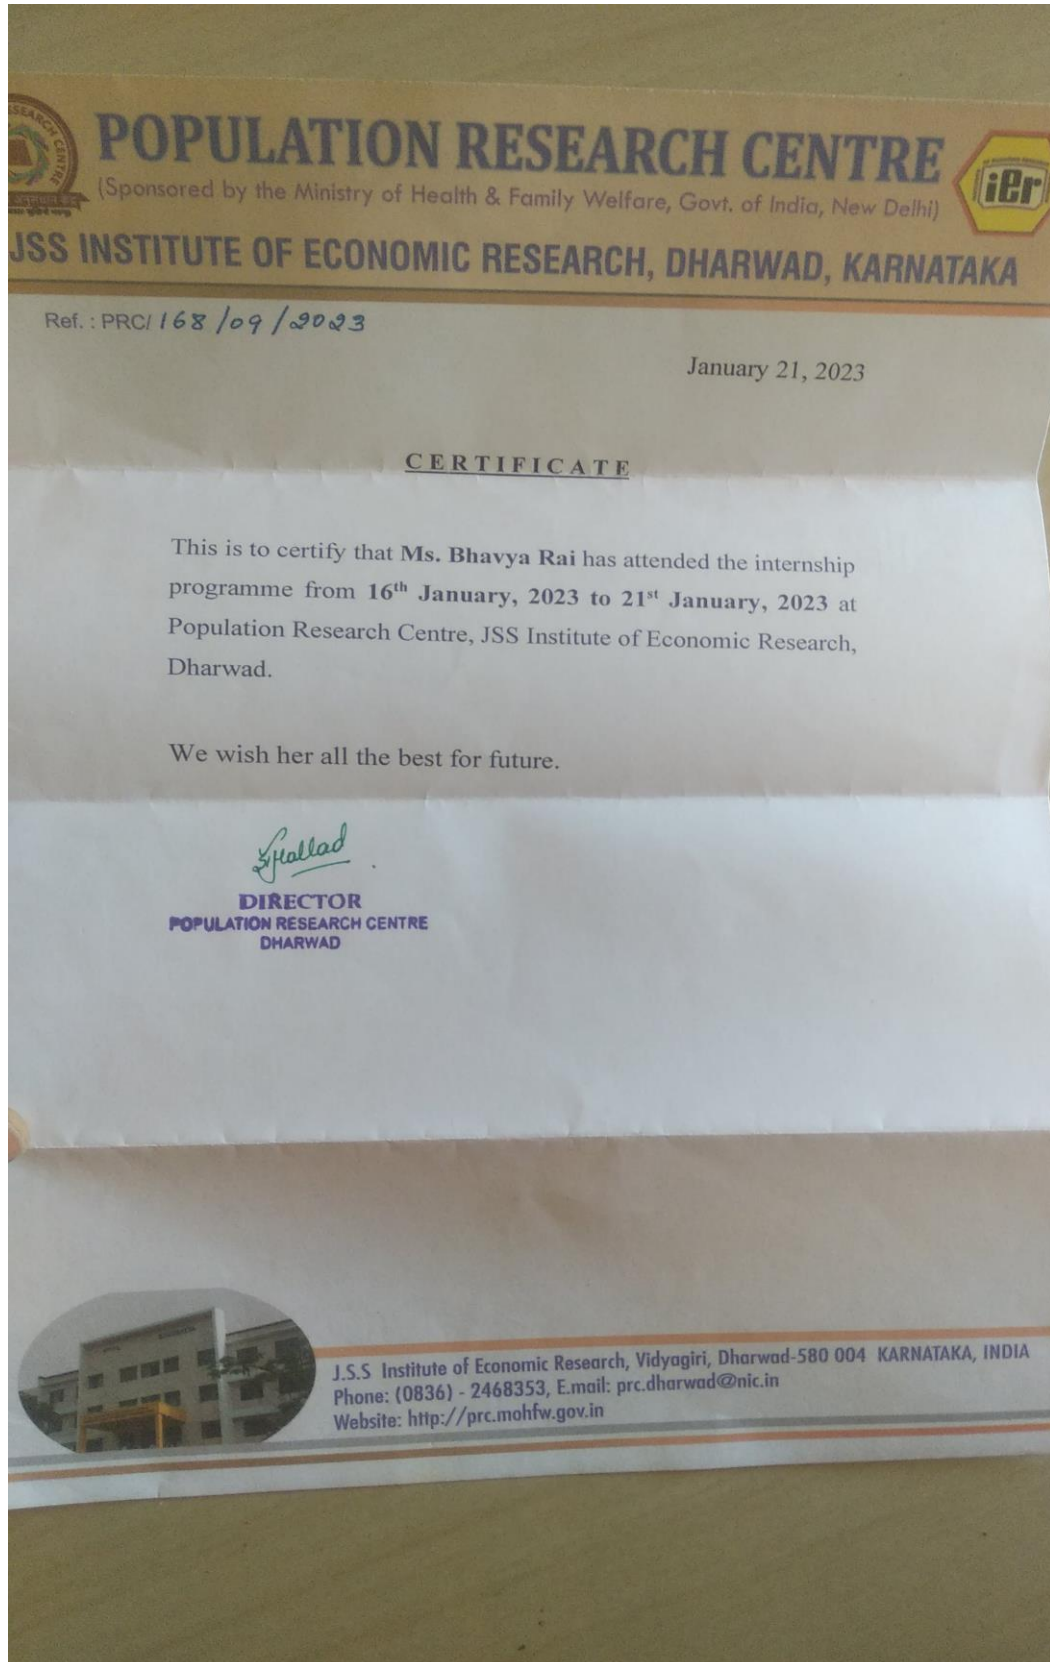 SEARCH CENTRE
POPULATION RESEARCH CENTRE
(Sponsored by the Ministry of Health & Family Welfare, Govt. of India, New Delhi)
ier
JSS INSTITUTE OF ECONOMIC RESEARCH, DHARWAD, KARNATAKA
Ref. : PRC/ 168/09/2023
January 21, 2023
CERTIFICATE
This is to certify that Ms. Bhavya Rai has attended the internship
programme from 16th January, 2023 to 21st January, 2023 at
Population Research Centre, JSS Institute of Economic Research,
Dharwad.
We wish her all the best for future.
DIRECTOR
POPULATION RESEARCH CENTRE
DHARWAD
J.S.S Institute of Economic Research, Vidyagiri, Dharwad-580 004 KARNATAKA, INDIA
Phone: (0836) - 2468353, E.mail: prc.dharwad@nic.in
Website: http://prc.mohfw.gov.in